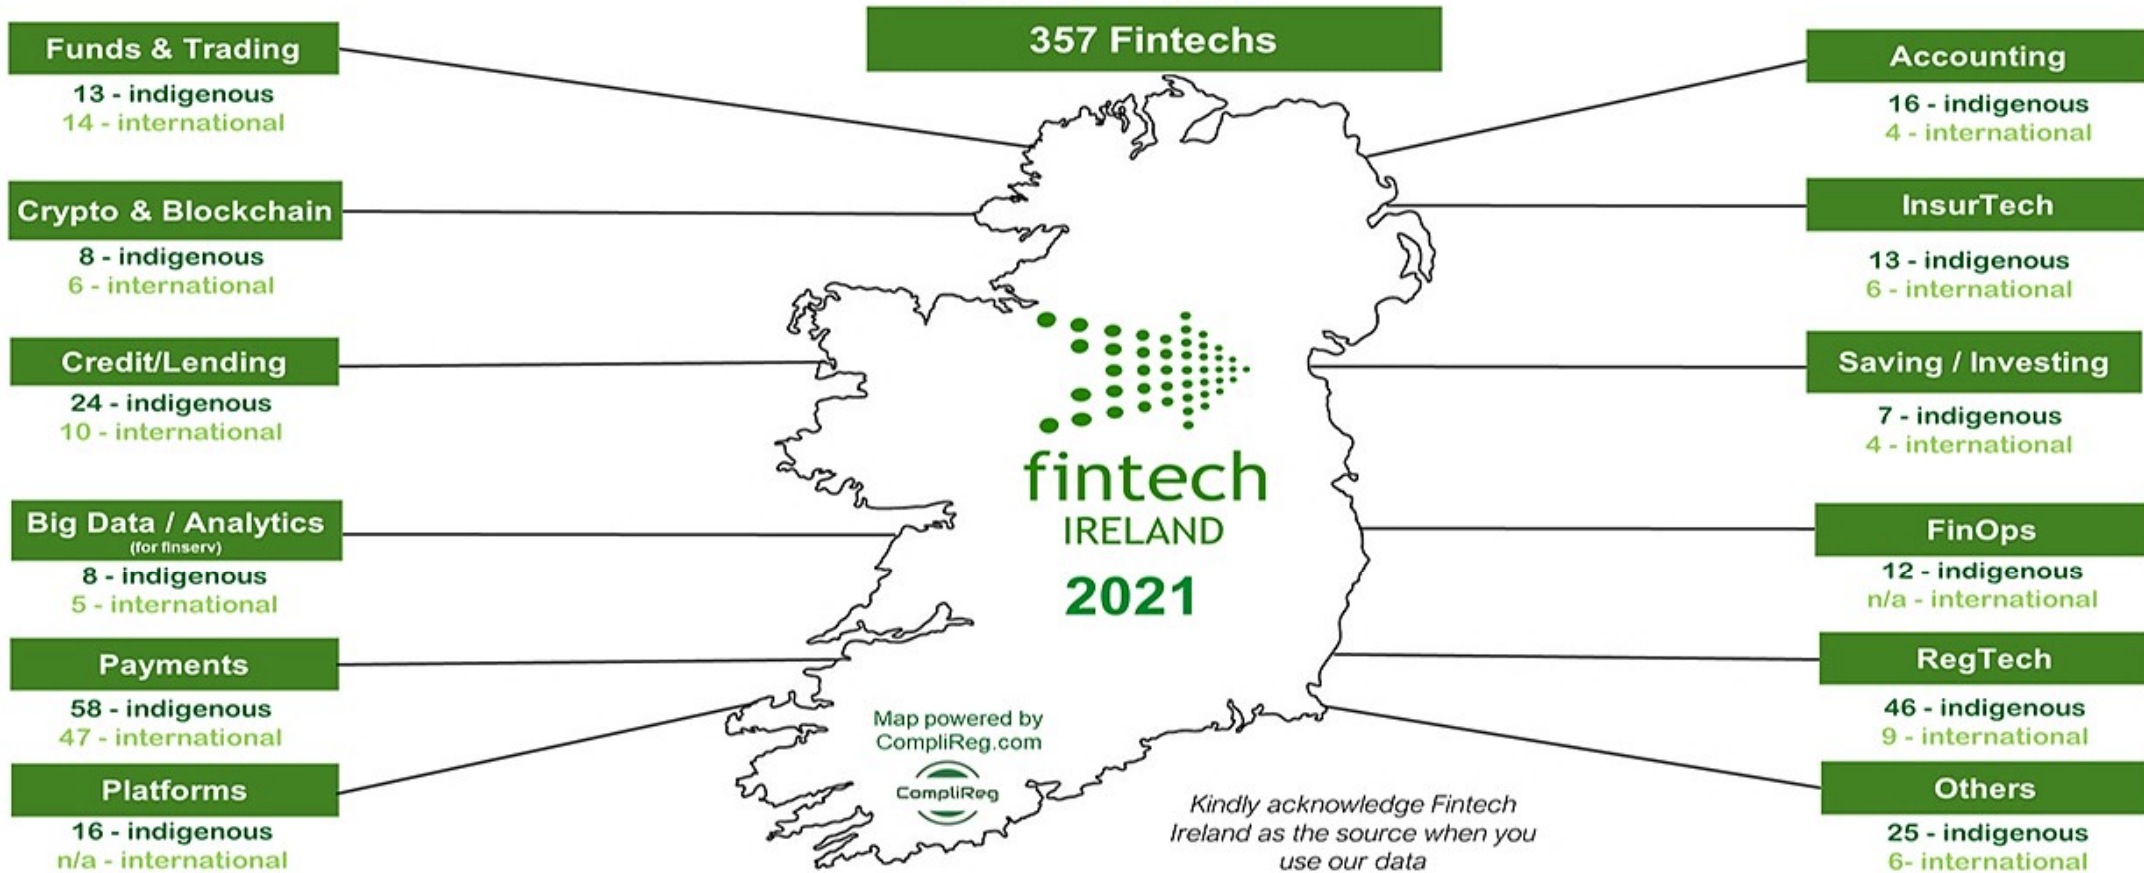 357 Fintechs
Funds & Trading
13 - indigenous
14 - international
Crypto & Blockchain
8 - indigenous
6 - international
Credit/Lending
24 - indigenous
10 - international
Big Data / Analytics
(for finserv)
8 - indigenous
5 - international
Payments
58 - indigenous
47 - international
Platforms
16 - indigenous
n/a - international
fintech
IRELAND
2021
Map powered by
CompliReg.com
CompliReg
Kindly acknowledge Fintech
Ireland as the source when you
use our data
Accounting
16 - indigenous
4 - international
InsurTech
13 - indigenous
6 - international
Saving / Investing
7 - indigenous
4 - international
FinOps
12 - indigenous
n/a - international
RegTech
46 - indigenous
9 - international
Others
25 - indigenous
6- international